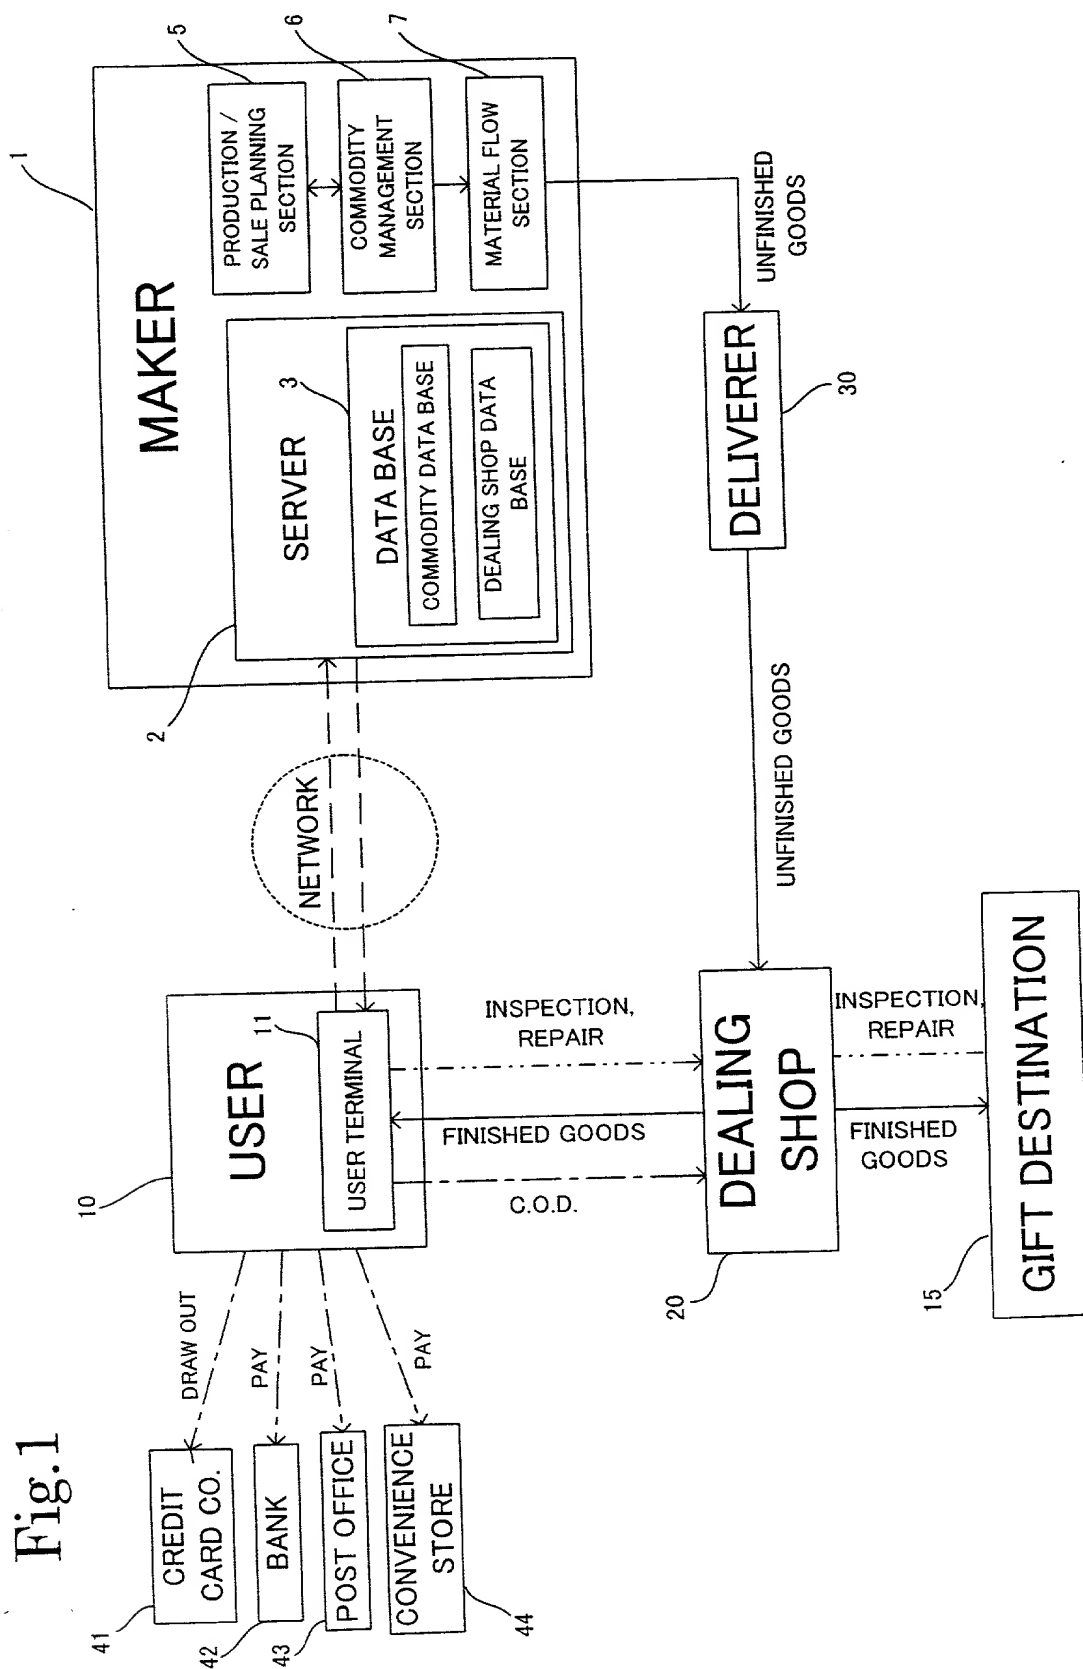 Fig.1
1
MAKER
PRODUCTION /
SALE PLANNING
SECTION
5
COMMODITY
MANAGEMENT
SECTION
6
MATERIAL FLOW
SECTION
7
2
SERVER
3
DATA BASE
COMMODITY DATA BASE
DEALING SHOP DATA
BASE
NETWORK
10
USER
11
USER TERMINAL
DRAW OUT
PAY
PAY
PAY
CREDIT
CARD CO.
41
BANK
42
POST OFFICE
43
CONVENIENCE
STORE
44
INSPECTION,
REPAIR
FINISHED GOODS
C.O.D.
UNFINISHED
GOODS
DELIVERER
30
UNFINISHED GOODS
DEALING
SHOP
20
INSPECTION,
REPAIR
FINISHED
GOODS
15
GIFT DESTINATION